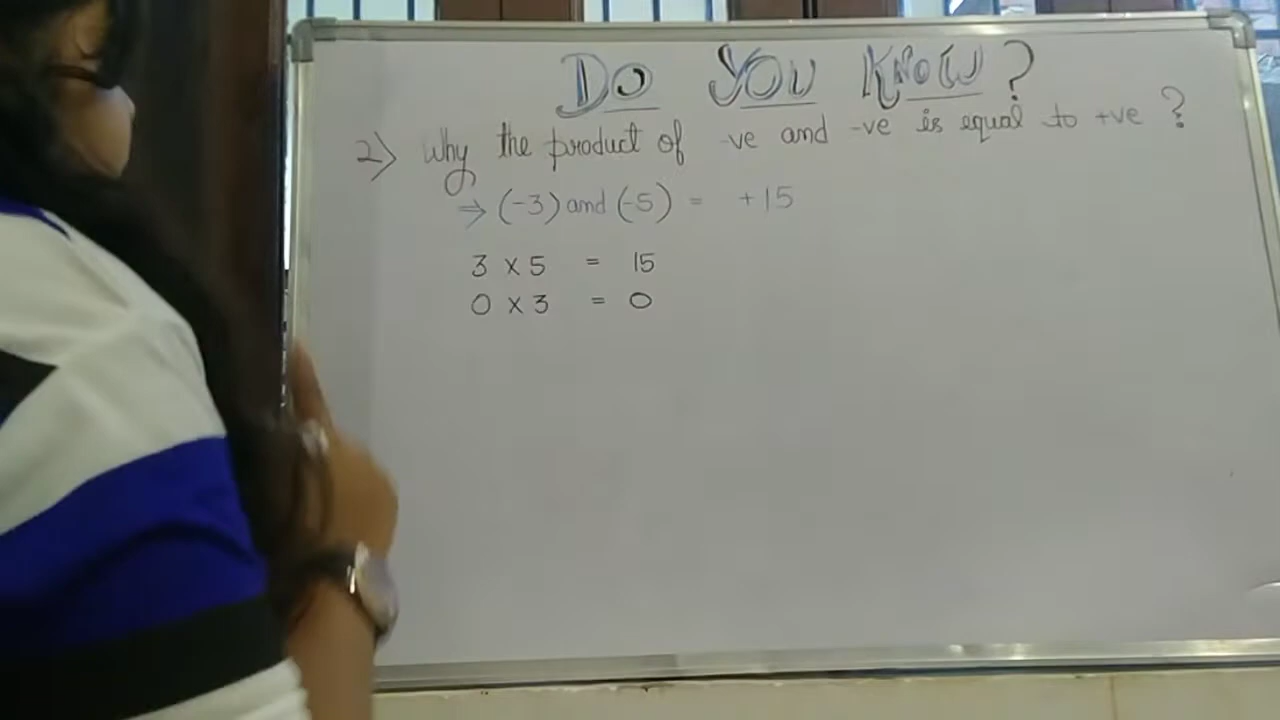 DO YOU KNOW?
2) Why the product of -ve and -ve is equal to +ve ?
⇒ (-3) and (-5) = +15
3 × 5 = 15
0 × 3 = 0